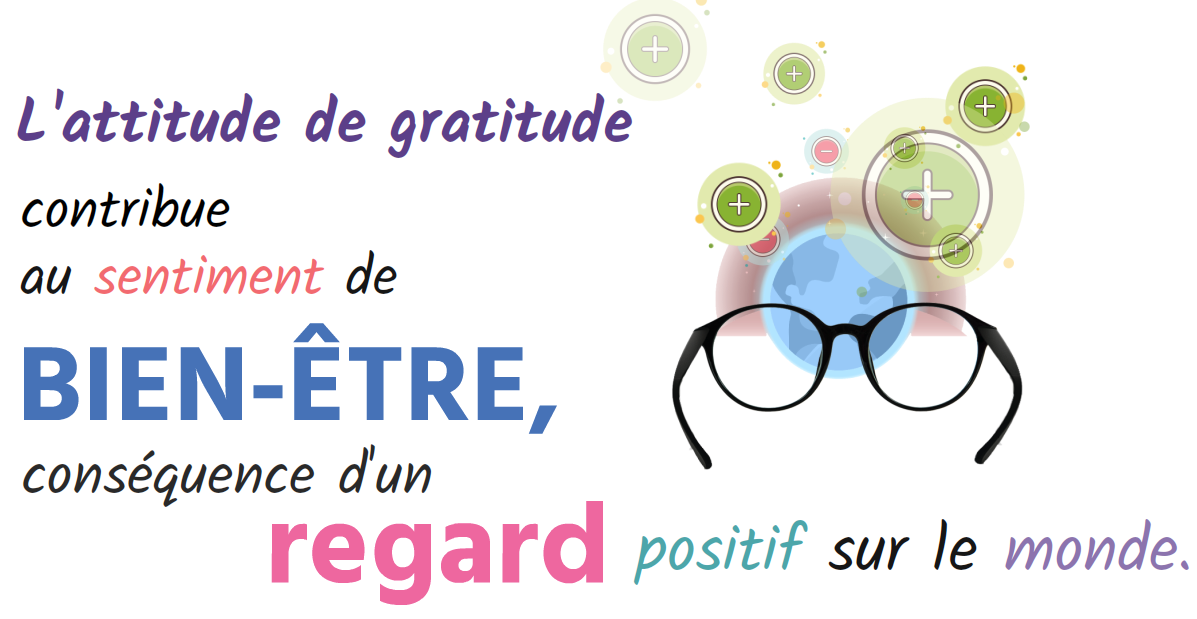 L'attitude de gratitude
contribue
au sentiment de
BIEN-ÊTRE,
conséquence d'un
regard positif sur le monde.